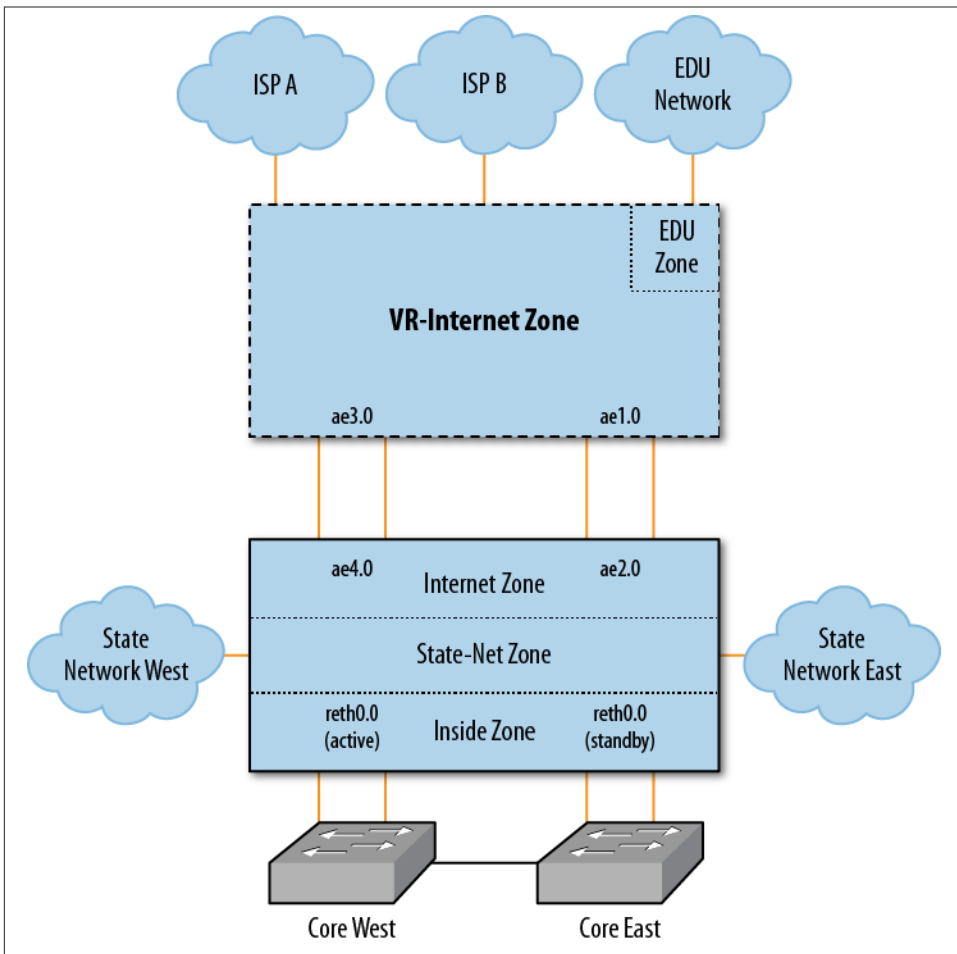 ISP A
ISP B
EDU
Network
EDU
Zone
VR-Internet Zone
ae3.0
ae1.0
ae4.0
Internet Zone
ae2.0
State
Network West
State-Net Zone
State
Network East
reth0.0
(active)
Inside Zone
reth0.0
(standby)
Core West
Core East